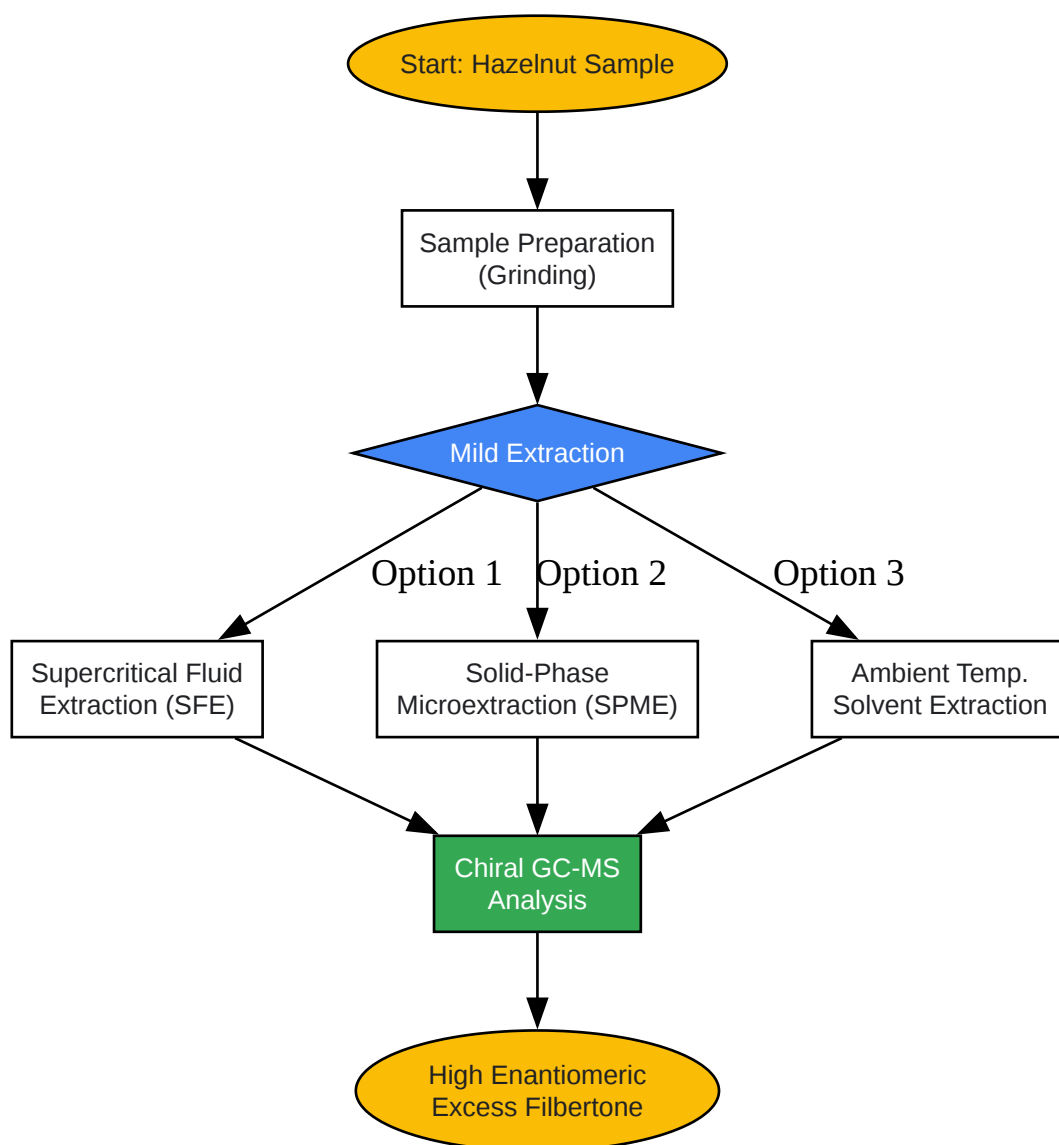 Start: Hazelnut Sample
Sample Preparation
(Grinding)
Mild Extraction
Option 1
Option 2
Option 3
Supercritical Fluid
Extraction (SFE)
Solid-Phase
Microextraction (SPME)
Ambient Temp.
Solvent Extraction
Chiral GC-MS
Analysis
High Enantiomeric
Excess Filbertone